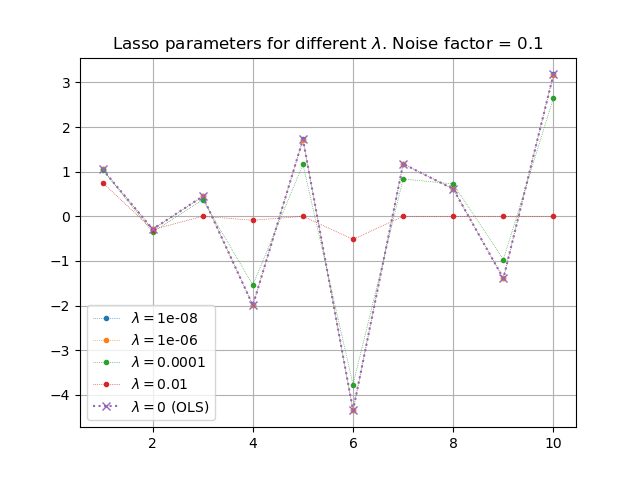 Lasso parameters for different λ. Noise factor = 0.1
3
2
1
0
−1
−2
−3
−4
λ = 1e-08
λ = 1e-06
λ = 0.0001
λ = 0.01
λ = 0 (OLS)
2 4 6 8 10